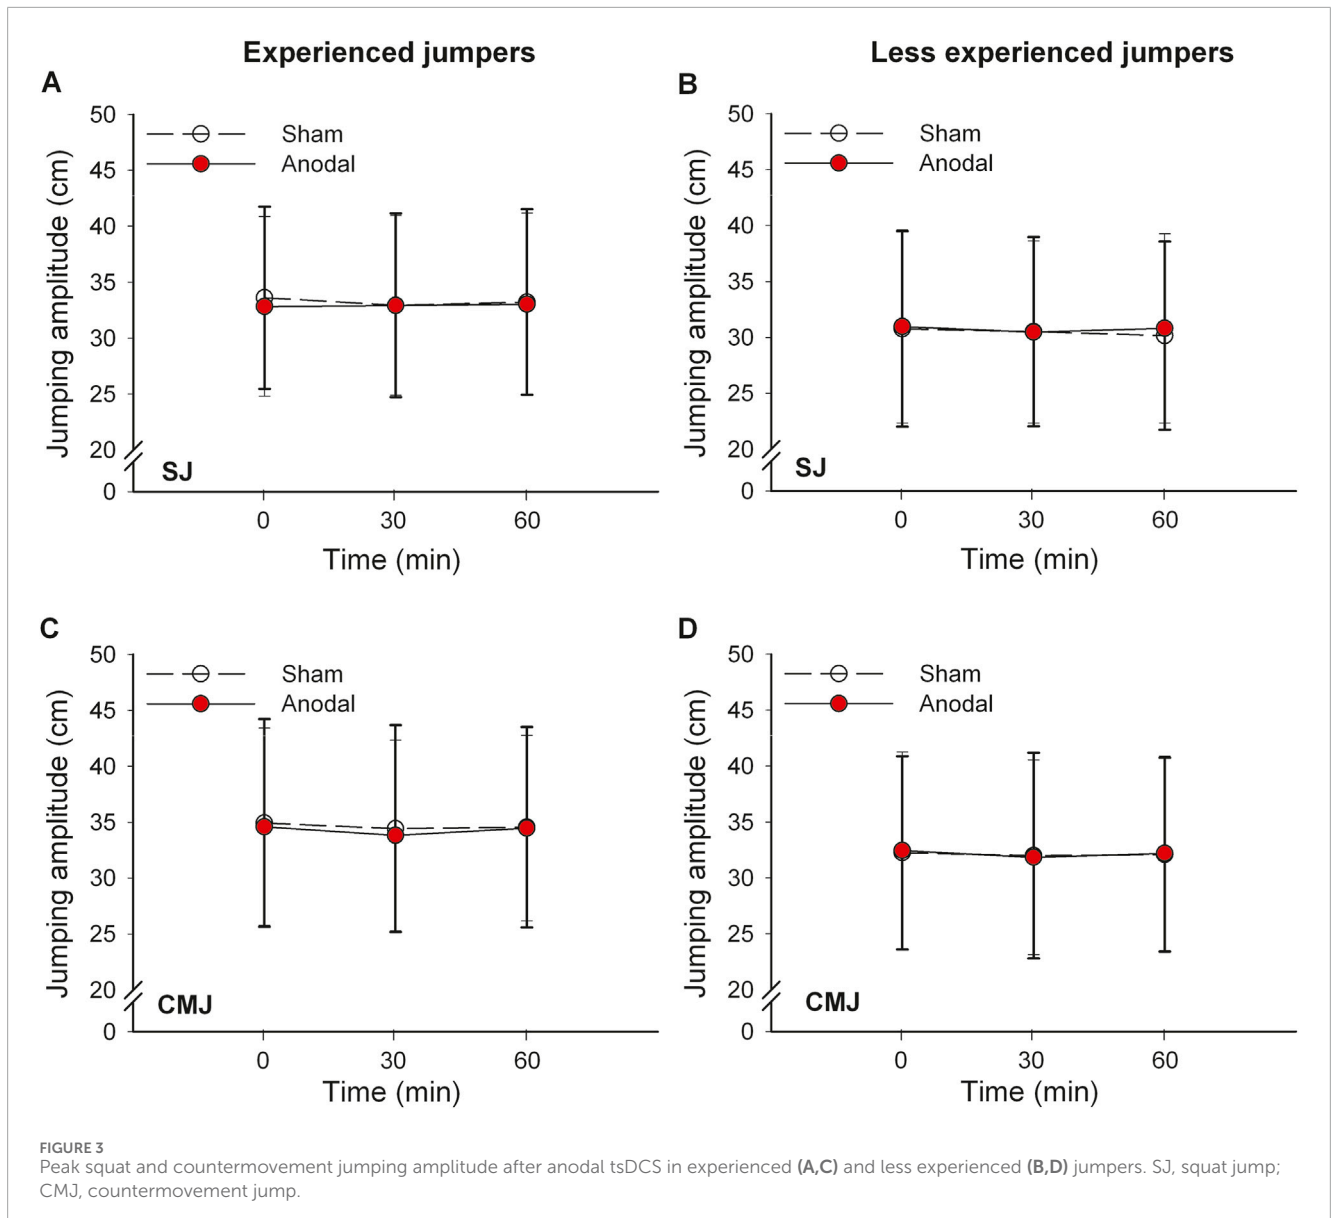 Experienced jumpers
Less experienced jumpers
A
50
45
40
35
30
25
20
0
Jumping amplitude (cm)
Sham
Anodal
SJ
0 30 60
Time (min)
B
50
45
40
35
30
25
20
0
Jumping amplitude (cm)
Sham
Anodal
SJ
0 30 60
Time (min)
C
50
45
40
35
30
25
20
0
Jumping amplitude (cm)
Sham
Anodal
CMJ
0 30 60
Time (min)
D
50
45
40
35
30
25
20
0
Jumping amplitude (cm)
Sham
Anodal
CMJ
0 30 60
Time (min)
FIGURE 3
Peak squat and countermovement jumping amplitude after anodal tsDCS in experienced (A,C) and less experienced (B,D) jumpers. SJ, squat jump;
CMJ, countermovement jump.